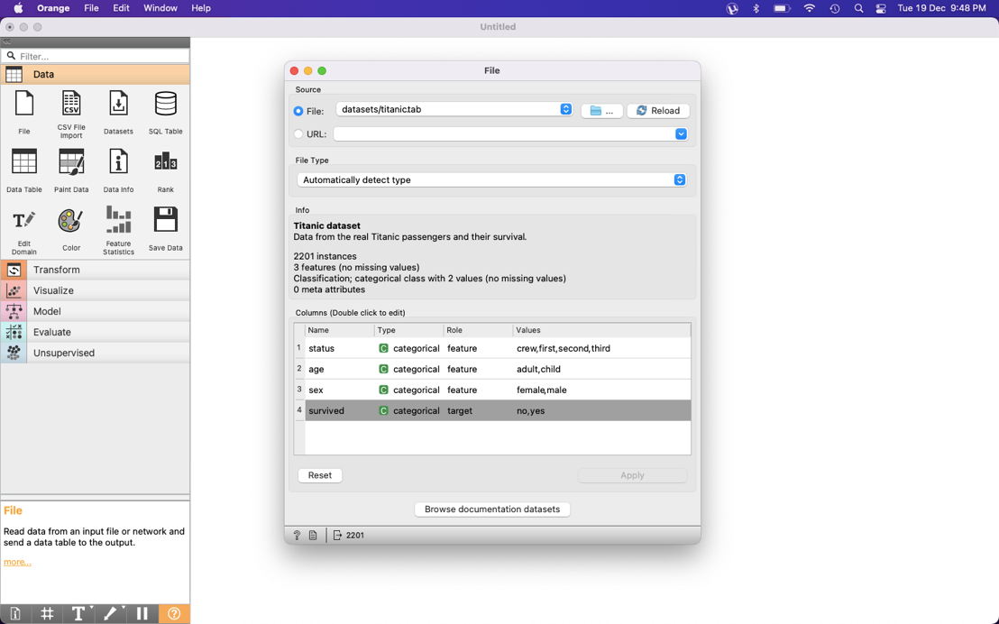 Orange File Edit Window Help Tue 19 Dec 9:48 PM
Untitled
Filter...
Data
File CSV File Import Datasets SQL Table
Data Table Paint Data Data Info Rank
Edit Domain Color Feature Statistics Save Data
Transform
Visualize
Model
Evaluate
Unsupervised
File
Read data from an input file or network and
send a data table to the output.
more...
File
Source
File: datasets/titanic.tab ... Reload
URL:
File Type
Automatically detect type
Info
Titanic dataset
Data from the real Titanic passengers and their survival.
2201 instances
3 features (no missing values)
Classification; categorical class with 2 values (no missing values)
0 meta attributes
Columns (Double click to edit)
Name Type Role Values
1 status C categorical feature crew,first,second,third
2 age C categorical feature adult,child
3 sex C categorical feature female,male
4 survived C categorical target no,yes
Reset Apply
Browse documentation datasets
? 2201